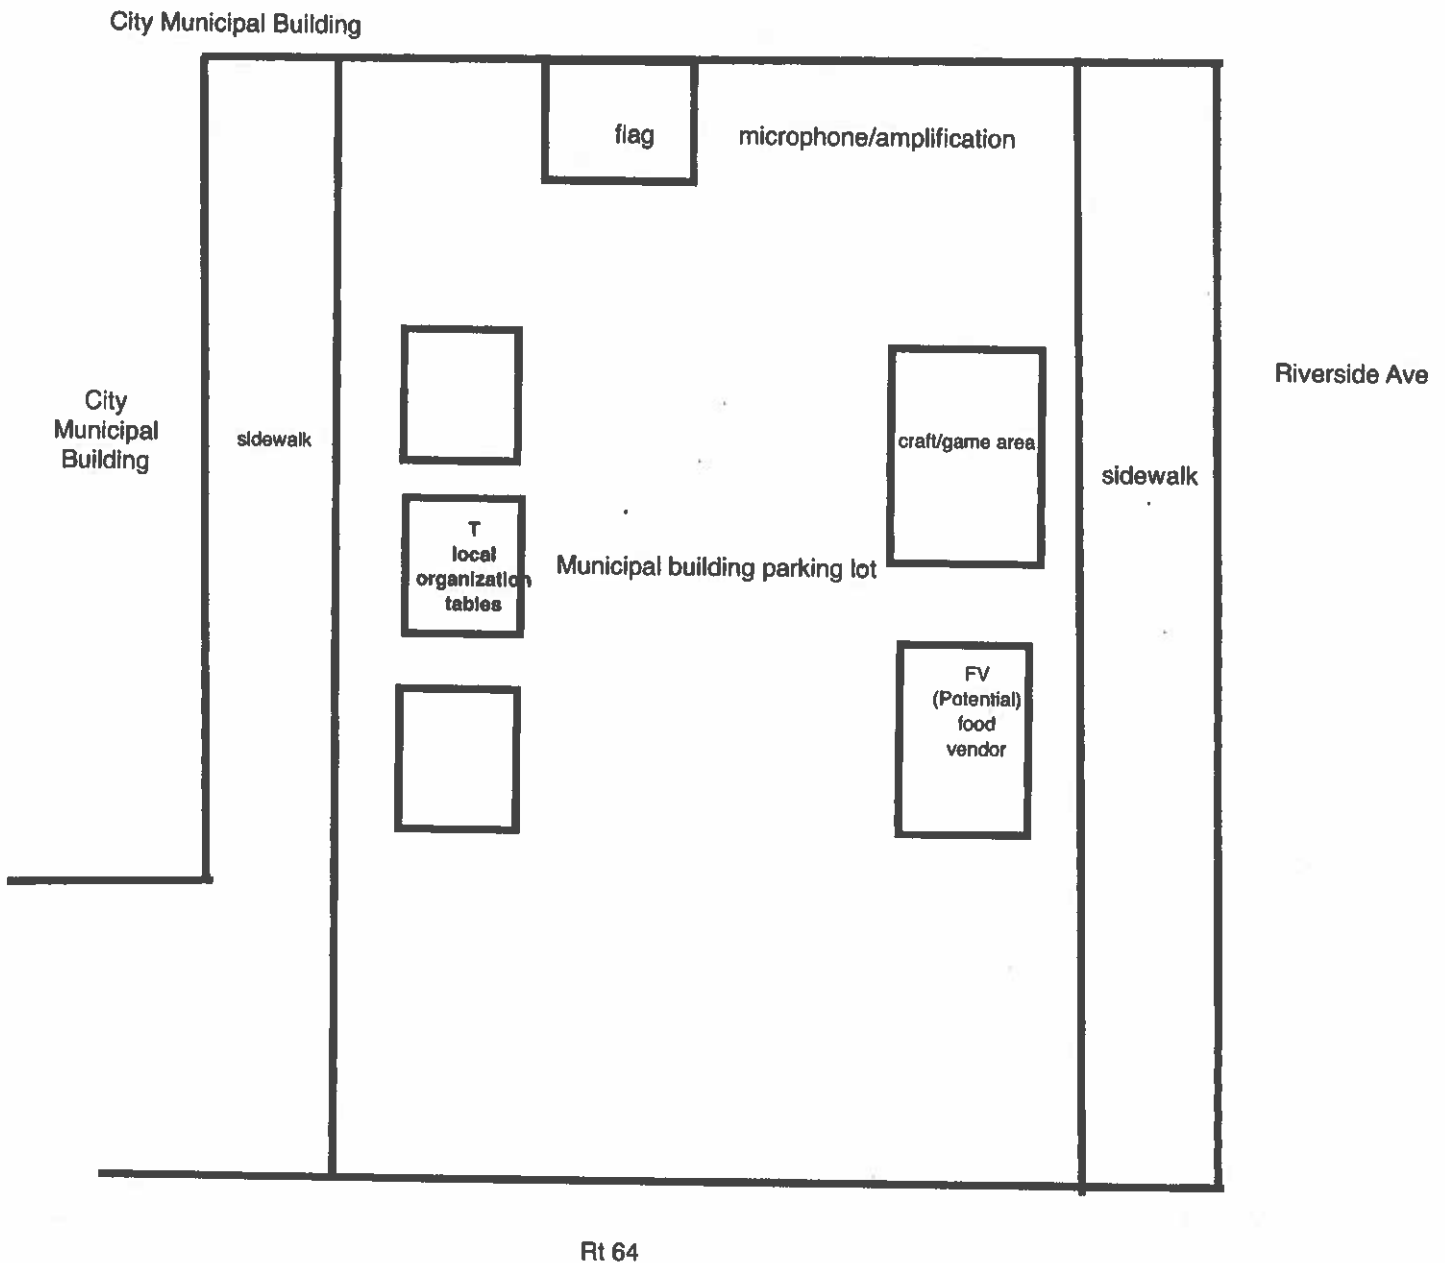 City Municipal Building
flag
microphone/amplification
Riverside Ave
City
Municipal
Building
sidewalk
craft/game area
sidewalk
T
local
organization
tables
Municipal building parking lot
FV
(Potential)
food
vendor
Rt 64